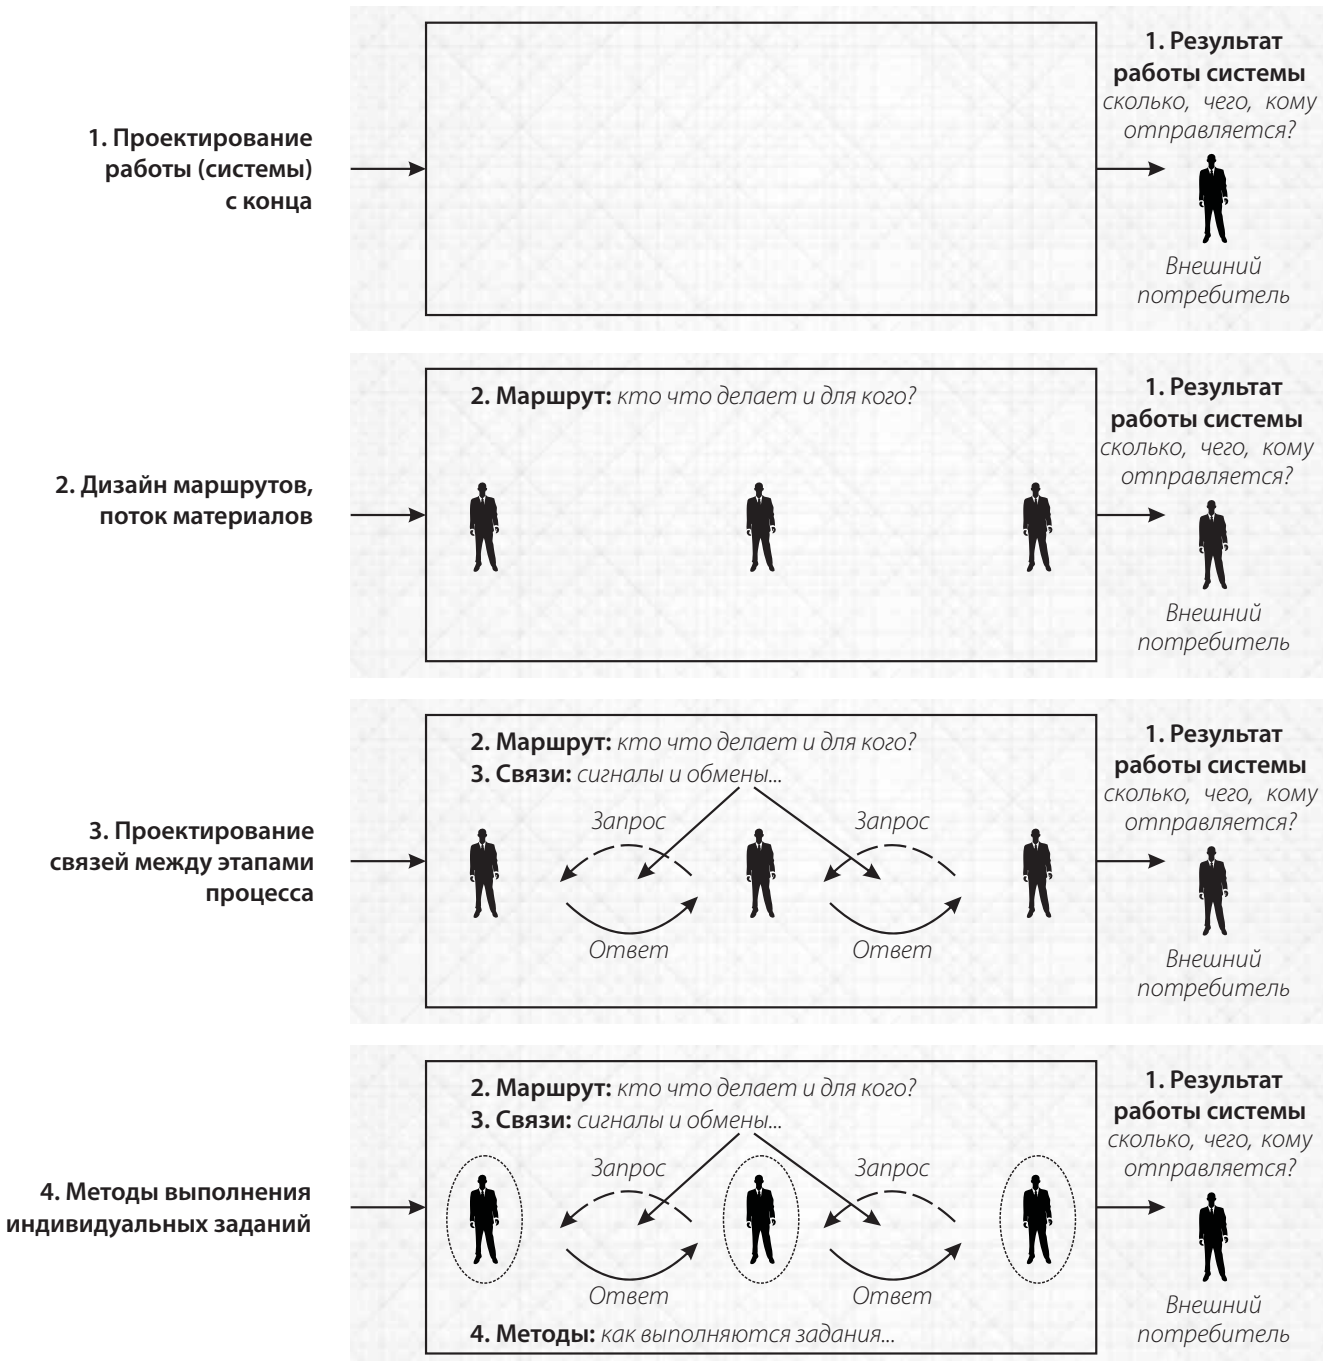 1. Проектирование
работы (системы)
с конца
1. Результат
работы системы
сколько, чего, кому
отправляется?
Внешний
потребитель
2. Дизайн маршрутов,
поток материалов
2. Маршрут: кто что делает и для кого?
1. Результат
работы системы
сколько, чего, кому
отправляется?
Внешний
потребитель
3. Проектирование
связей между этапами
процесса
2. Маршрут: кто что делает и для кого?
3. Связи: сигналы и обмены...
Запрос
Запрос
Ответ
Ответ
1. Результат
работы системы
сколько, чего, кому
отправляется?
Внешний
потребитель
4. Методы выполнения
индивидуальных заданий
2. Маршрут: кто что делает и для кого?
3. Связи: сигналы и обмены...
Запрос
Запрос
Ответ
Ответ
4. Методы: как выполняются задания...
1. Результат
работы системы
сколько, чего, кому
отправляется?
Внешний
потребитель